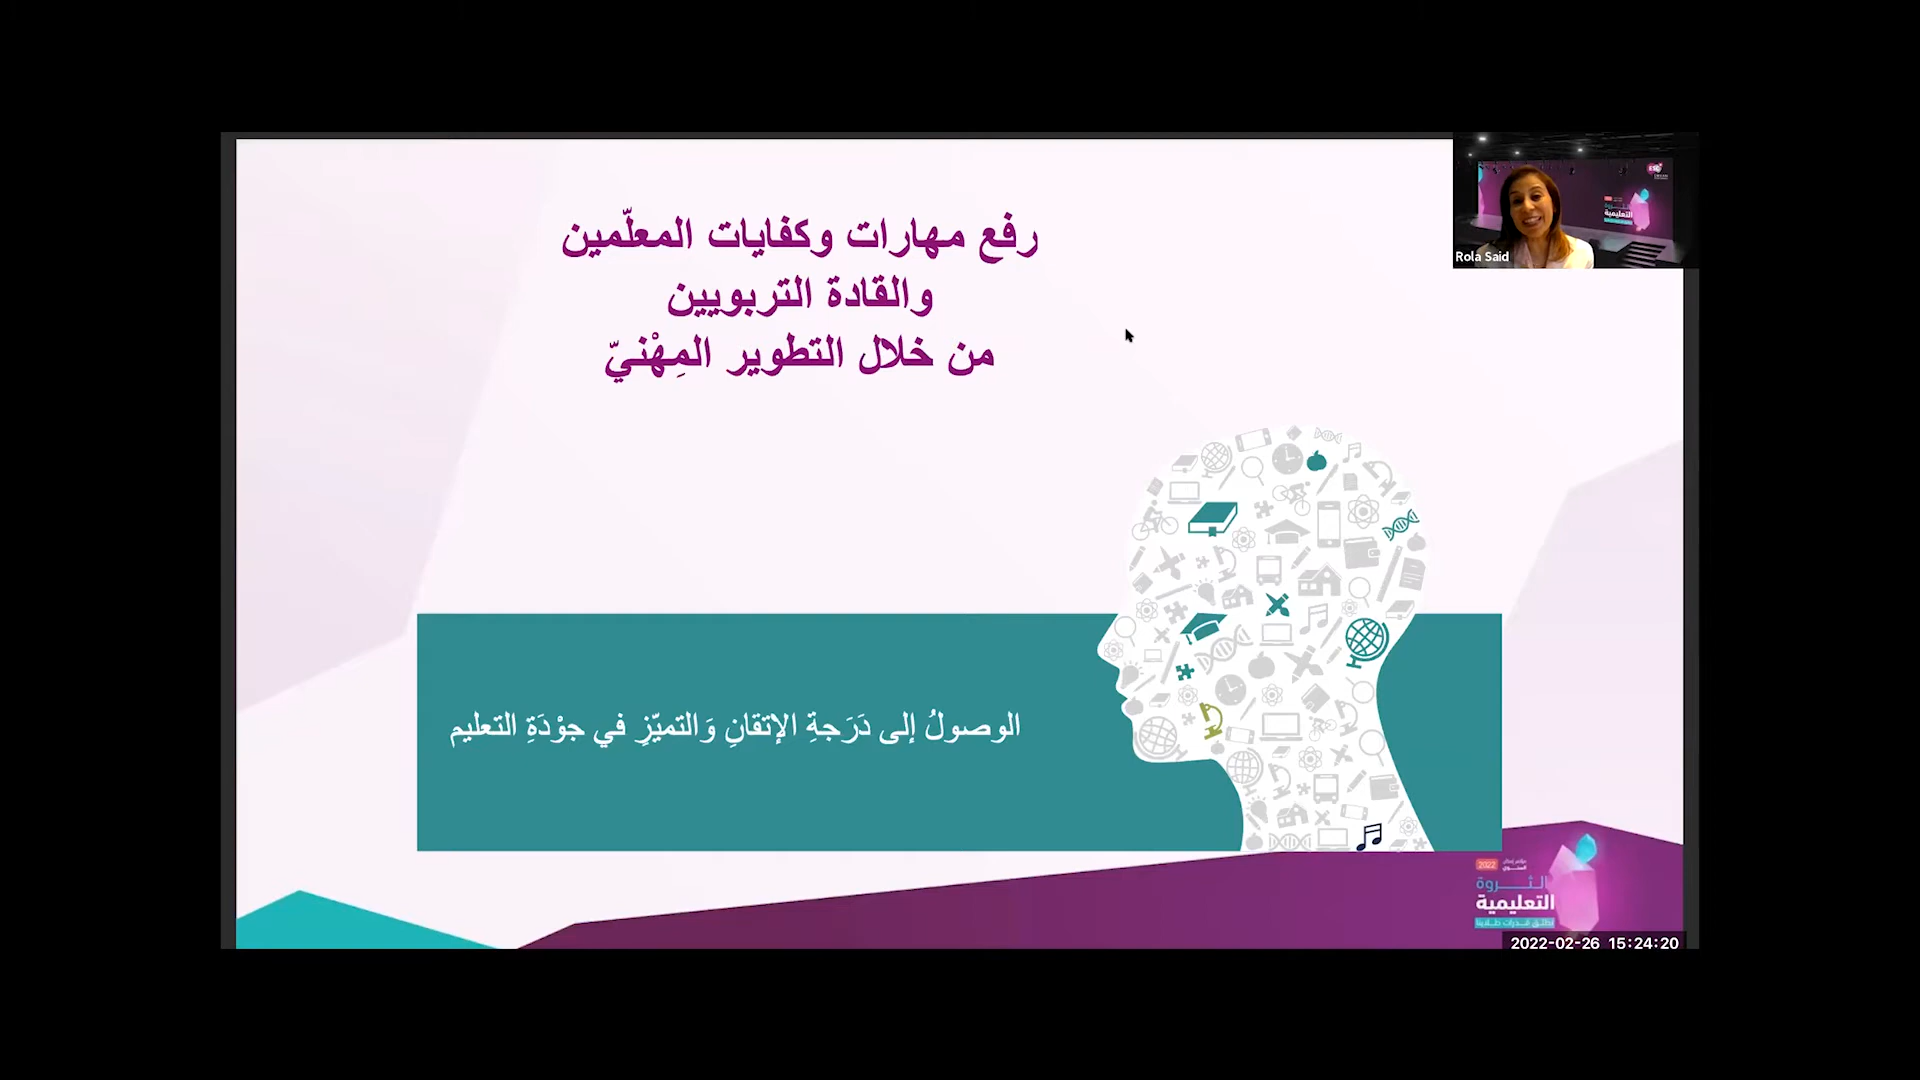 رفع مهارات وكفايات المعلّمين
والقادة التربويين
من خلال التطوير المِهْنيّ
Rola Said
الوصولُ إلى دَرَجةِ الإتقانِ وَالتميّزِ في جوْدَةِ التعليم
2022
الثروة
التعليمية
2022-02-26 15:24:20